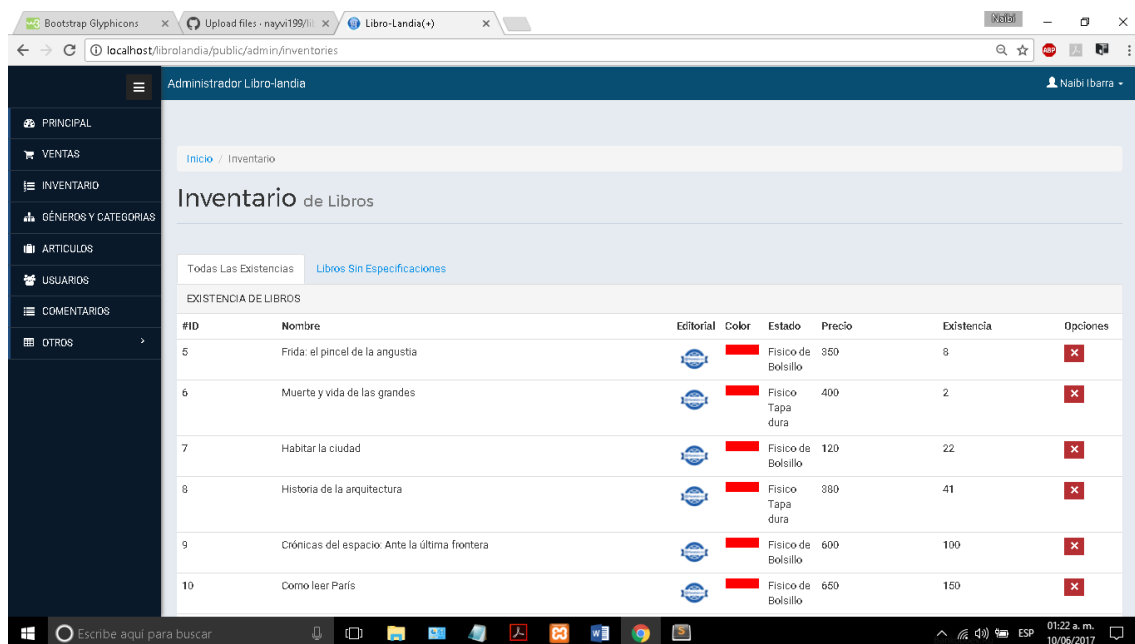 Bootstrap Glyphicons
Upload files · nayvi199/li
Libro-Landia(+)
Naibi
localhost/librolandia/public/admin/inventories
ABP
Administrador Libro-landia
Naibi Ibarra
PRINCIPAL
VENTAS
INVENTARIO
GÉNEROS Y CATEGORIAS
ARTICULOS
USUARIOS
COMENTARIOS
OTROS
Inicio / Inventario
Inventario de Libros
Todas Las Existencias Libros Sin Especificaciones
EXISTENCIA DE LIBROS
#ID Nombre Editorial Color Estado Precio Existencia Opciones
5 Frida: el pincel de la angustia Fisico de Bolsillo 350 8
6 Muerte y vida de las grandes Fisico Tapa dura 400 2
7 Habitar la ciudad Fisico de Bolsillo 120 22
8 Historia de la arquitectura Fisico Tapa dura 380 41
9 Crónicas del espacio: Ante la última frontera Fisico de Bolsillo 600 100
10 Como leer París Fisico de Bolsillo 650 150
Escribe aquí para buscar
ESP
01:22 a. m.
10/06/2017